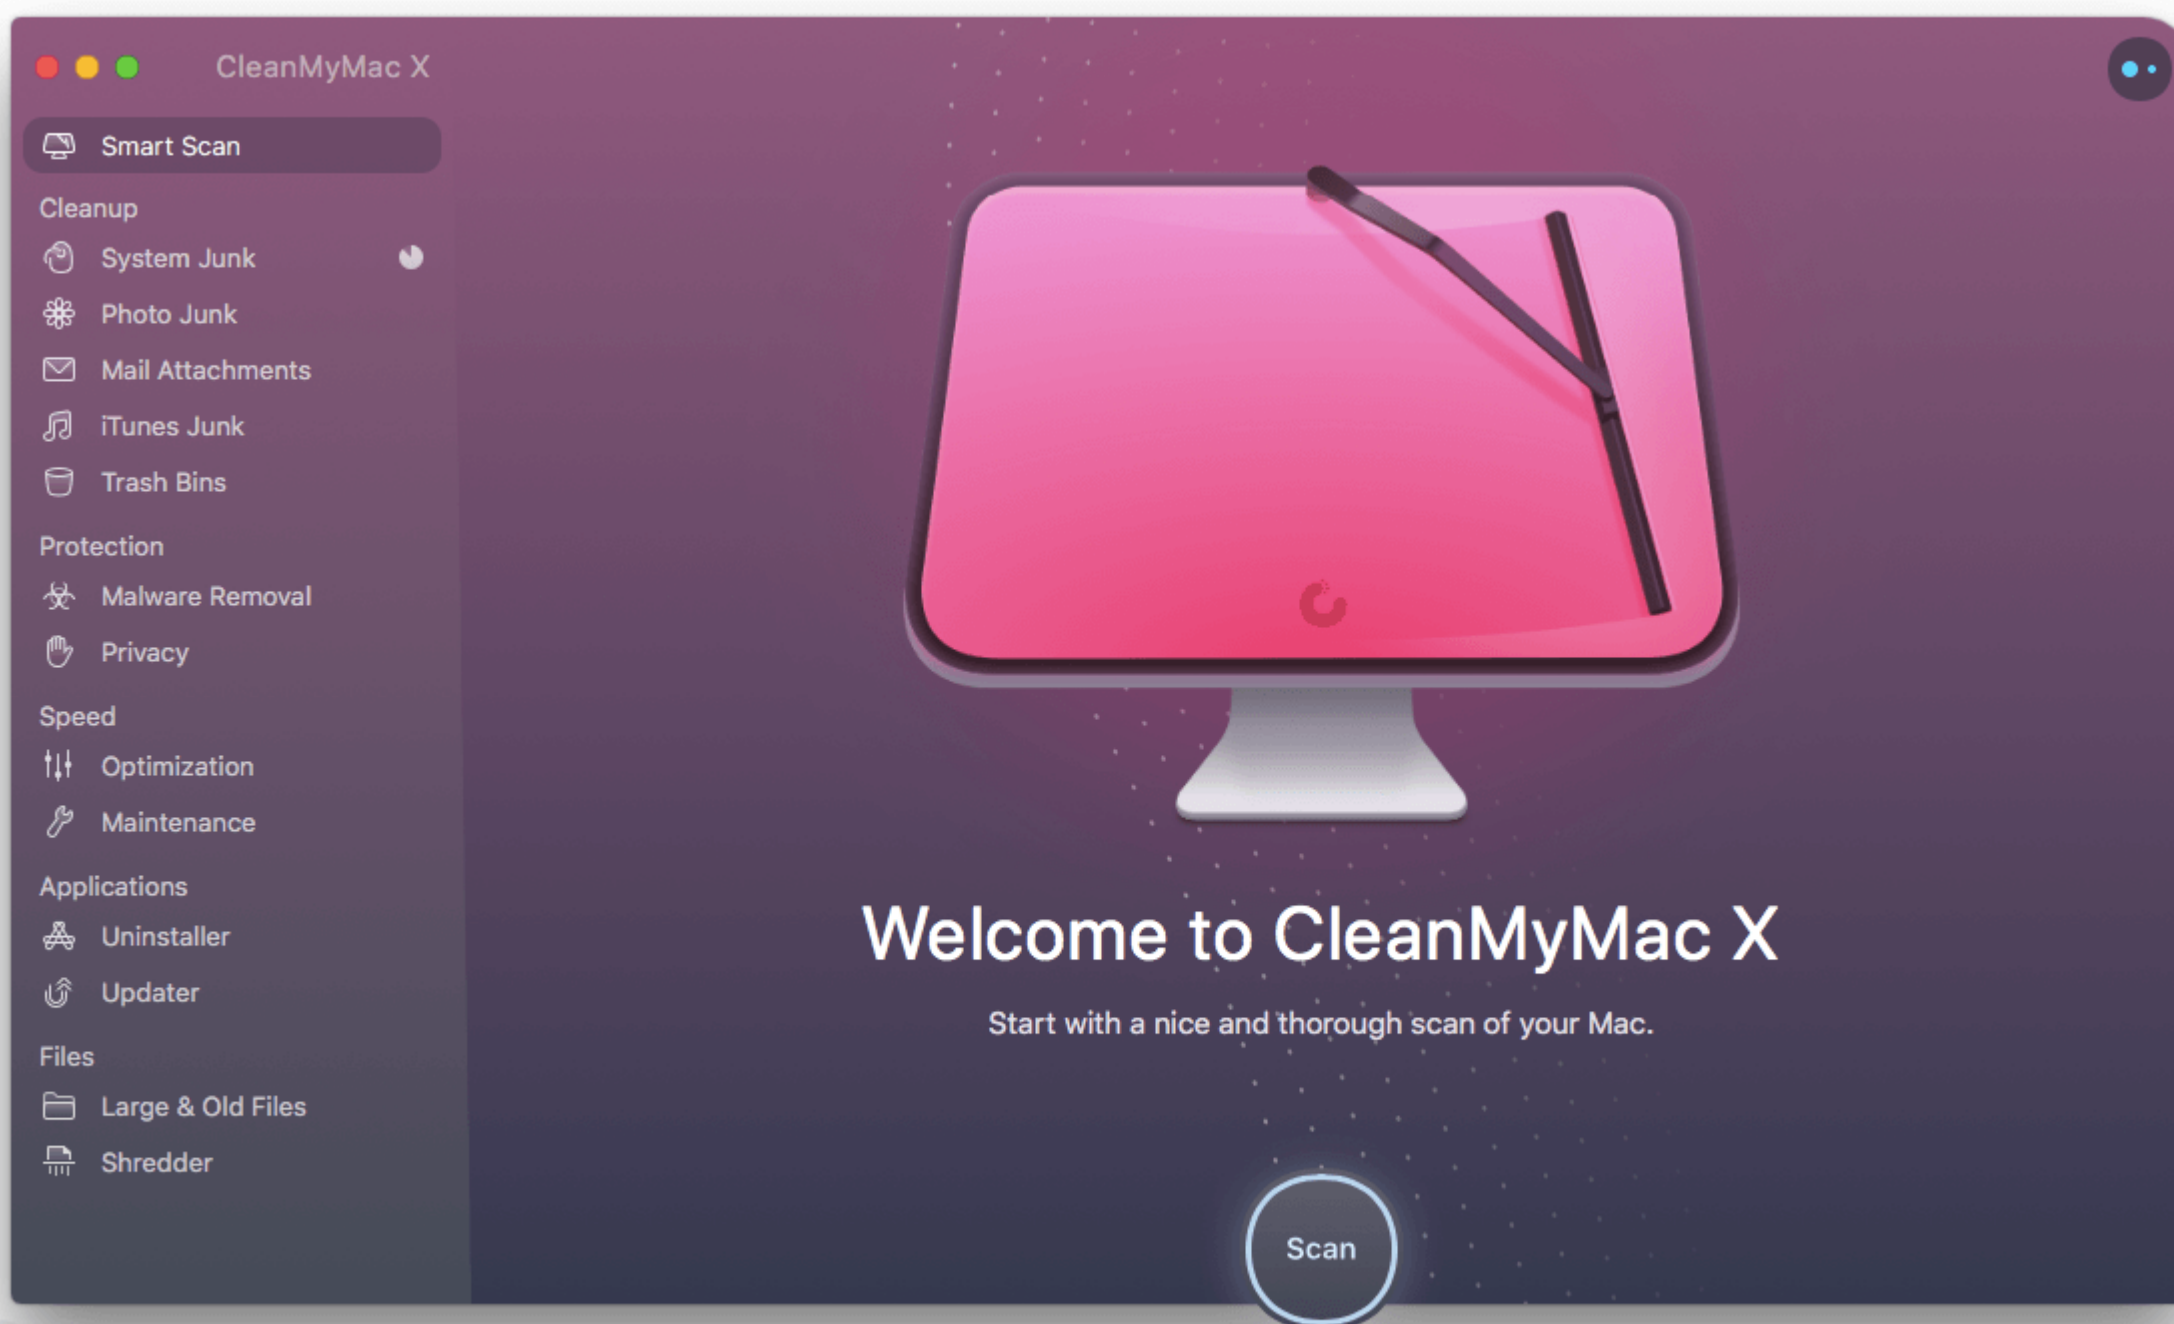 CleanMyMac X
Smart Scan
Cleanup
System Junk
Photo Junk
Mail Attachments
iTunes Junk
Trash Bins
Protection
Malware Removal
Privacy
Speed
Optimization
Maintenance
Applications
Uninstaller
Updater
Files
Large & Old Files
Shredder
Welcome to CleanMyMac X
Start with a nice and thorough scan of your Mac.
Scan